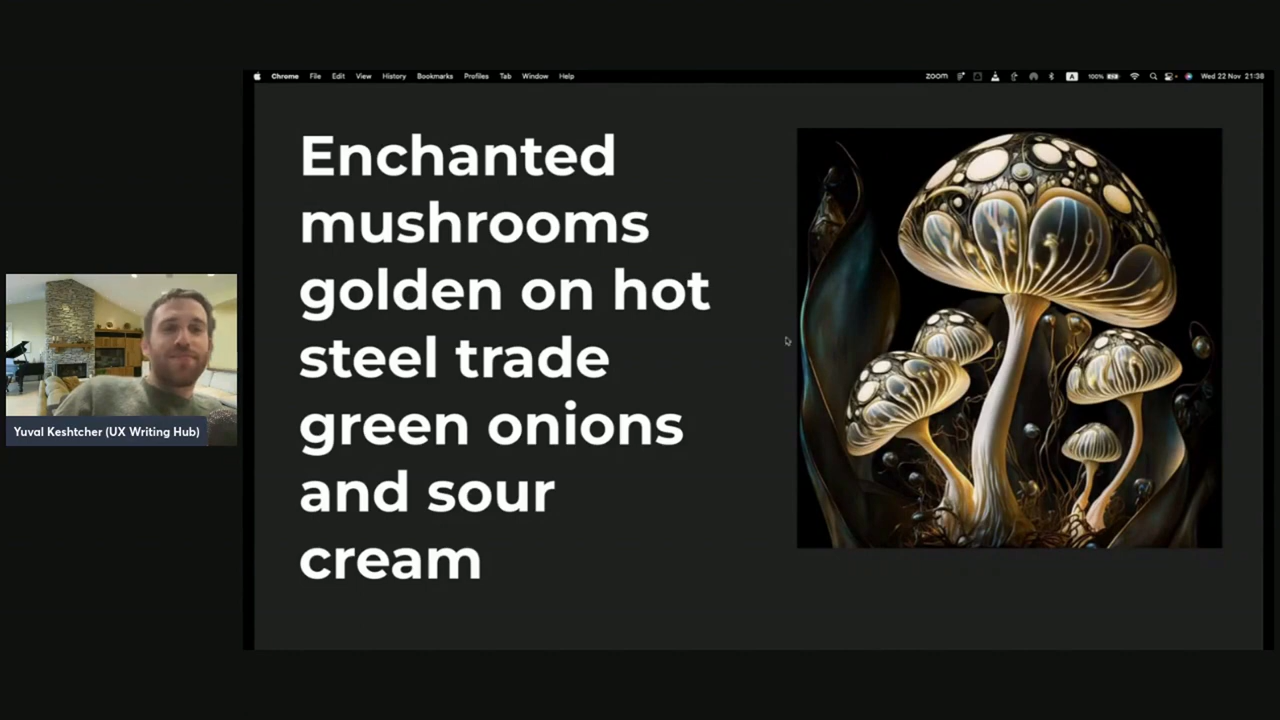 Chrome File Edit View History Bookmarks Profiles Tab Window Help
zoom A 100% Wed 22 Nov 21:38
Enchanted
mushrooms
golden on hot
steel trade
green onions
and sour
cream
Yuval Keshtcher (UX Writing Hub)